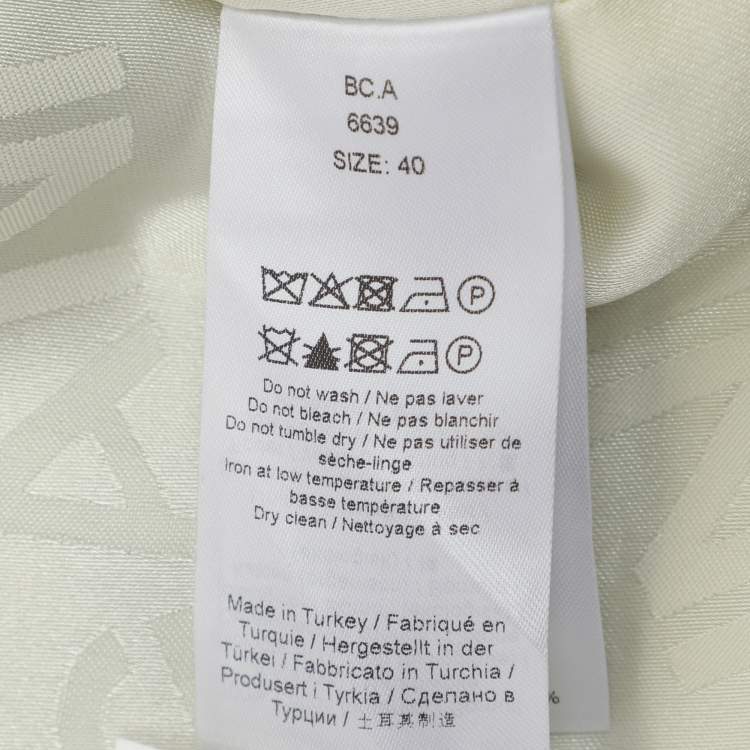 BC.A
6639
SIZE: 40
P
P
Do not wash / Ne pas laver
Do not bleach / Ne pas blanchir
Do not tumble dry / Ne pas utiliser de
sèche-linge
Iron at low temperature / Repasser à
basse température
Dry clean / Nettoyage à sec
Made in Turkey / Fabriqué en
Turquie / Hergestellt in der
Türkei / Fabbricato in Turchia /
Produsert i Tyrkia / Сделано в
Турции / 土耳其制造
%